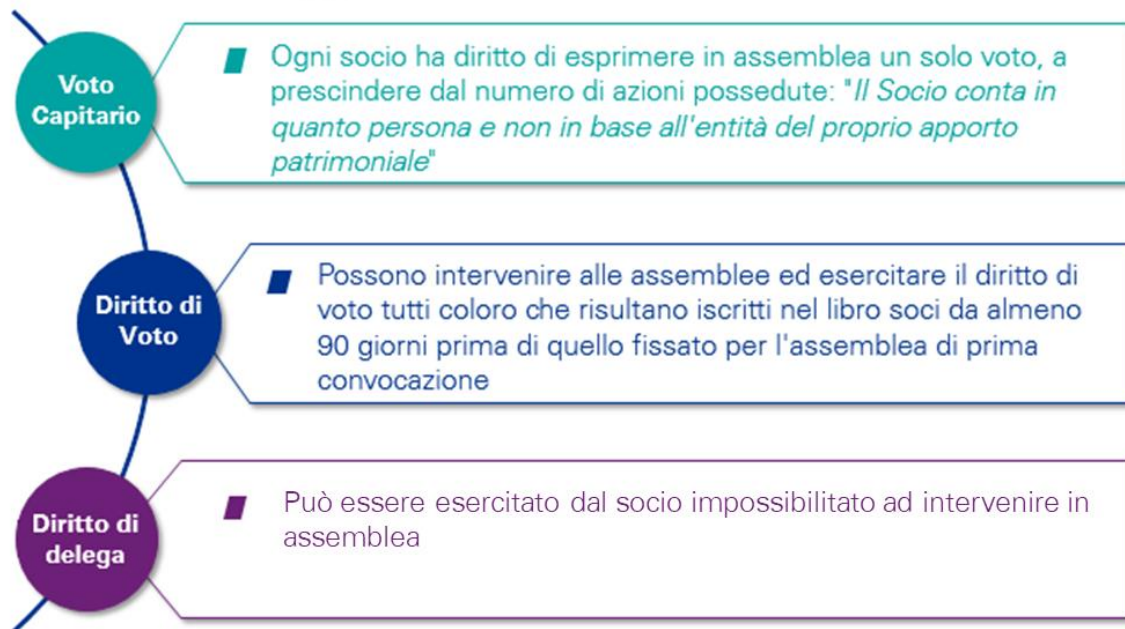 Voto
Capitario
Ogni socio ha diritto di esprimere in assemblea un solo voto, a
prescindere dal numero di azioni possedute: "Il Socio conta in
quanto persona e non in base all'entità del proprio apporto
patrimoniale"
Diritto di
Voto
Possono intervenire alle assemblee ed esercitare il diritto di
voto tutti coloro che risultano iscritti nel libro soci da almeno
90 giorni prima di quello fissato per l'assemblea di prima
convocazione
Diritto di
delega
Può essere esercitato dal socio impossibilitato ad intervenire in
assemblea